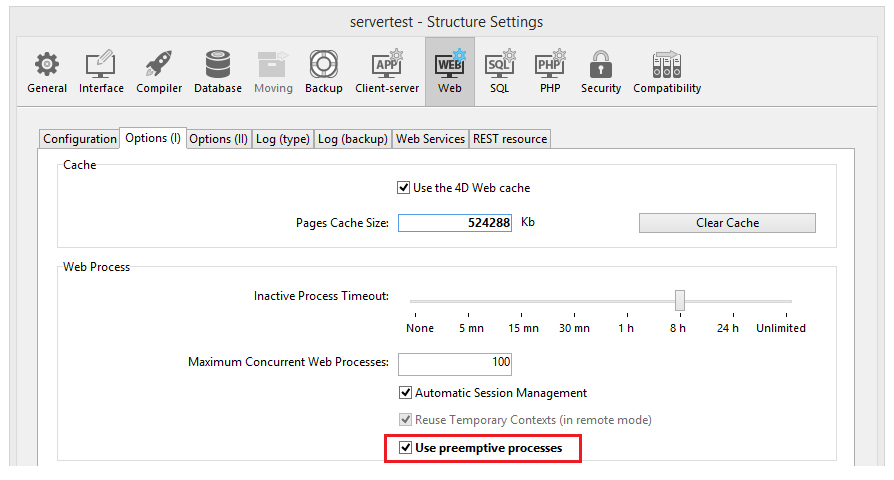 servertest - Structure Settings
General Interface Compiler Database Moving Backup Client-server Web SQL PHP Security Compatibility
APP WEB SQL PHP
Configuration Options (I) Options (II) Log (type) Log (backup) Web Services REST resource
Cache
Use the 4D Web cache
Pages Cache Size: 524288 Kb Clear Cache
Web Process
Inactive Process Timeout:
None 5 mn 15 mn 30 mn 1 h 8 h 24 h Unlimited
Maximum Concurrent Web Processes: 100
Automatic Session Management
Reuse Temporary Contexts (in remote mode)
Use preemptive processes